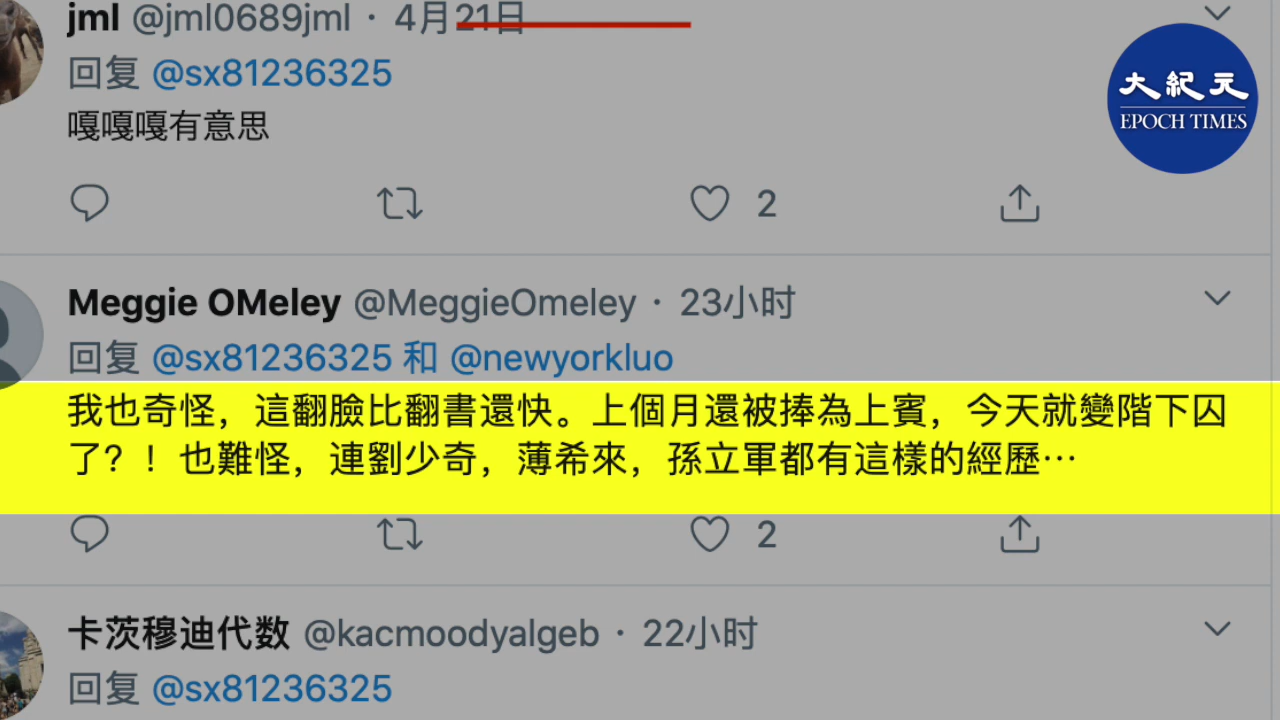 jml @jml0689jml · 4月21日
回复 @sx81236325
嘎嘎嘎有意思
2
大紀元
EPOCH TIMES
Meggie OMeley @MeggieOmeley · 23小时
回复 @sx81236325 和 @newyorkluo
我也奇怪，這翻臉比翻書還快。上個月還被捧為上賓，今天就變階下囚
了？！也難怪，連劉少奇，薄希來，孫立軍都有這樣的經歷…
2
卡茨穆迪代数 @kacmoodyalgeb · 22小时
回复 @sx81236325